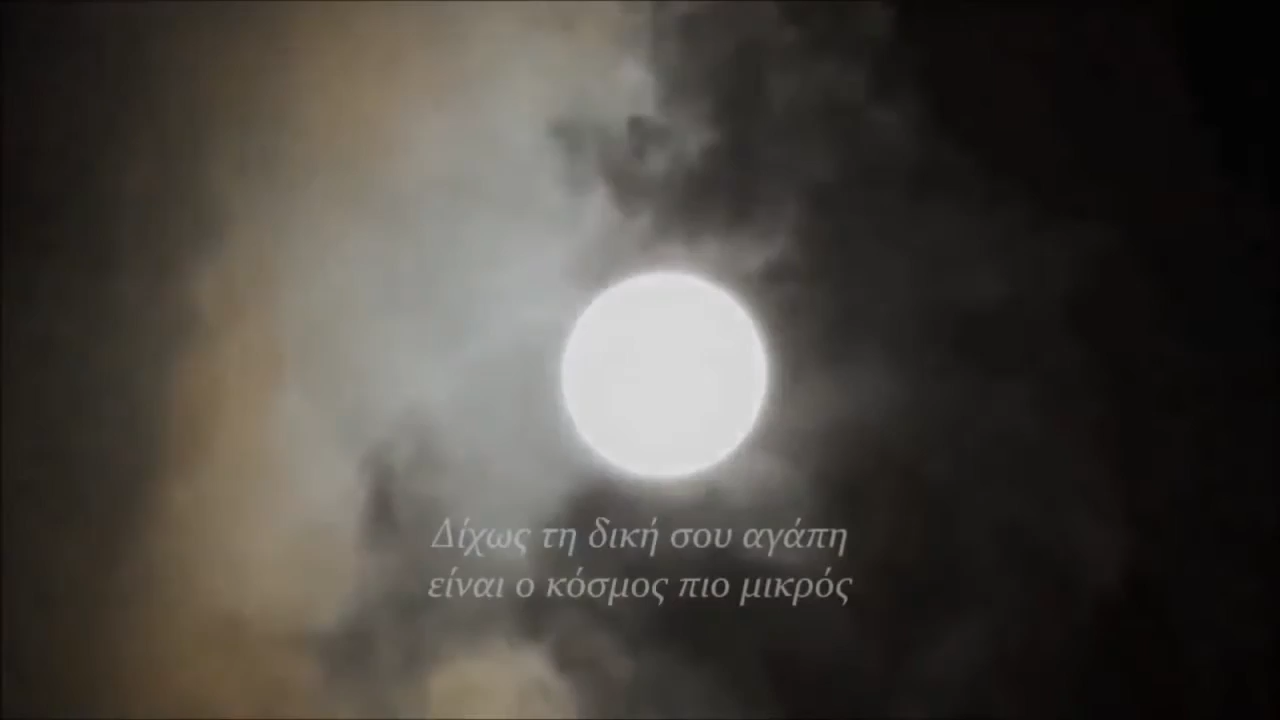 Δίχως τη δική σου αγάπη
είναι ο κόσμος πιο μικρός